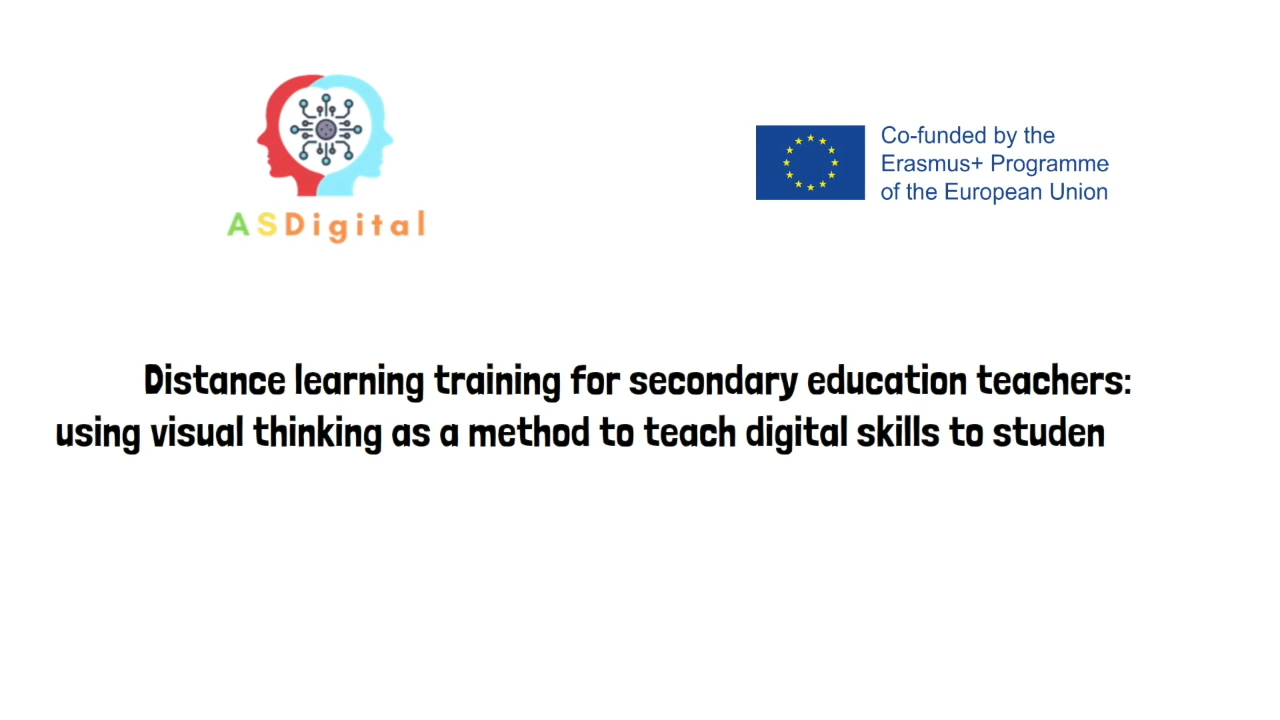 ASDigital
Co-funded by the
Erasmus+ Programme
of the European Union
Distance learning training for secondary education teachers:
using visual thinking as a method to teach digital skills to studen